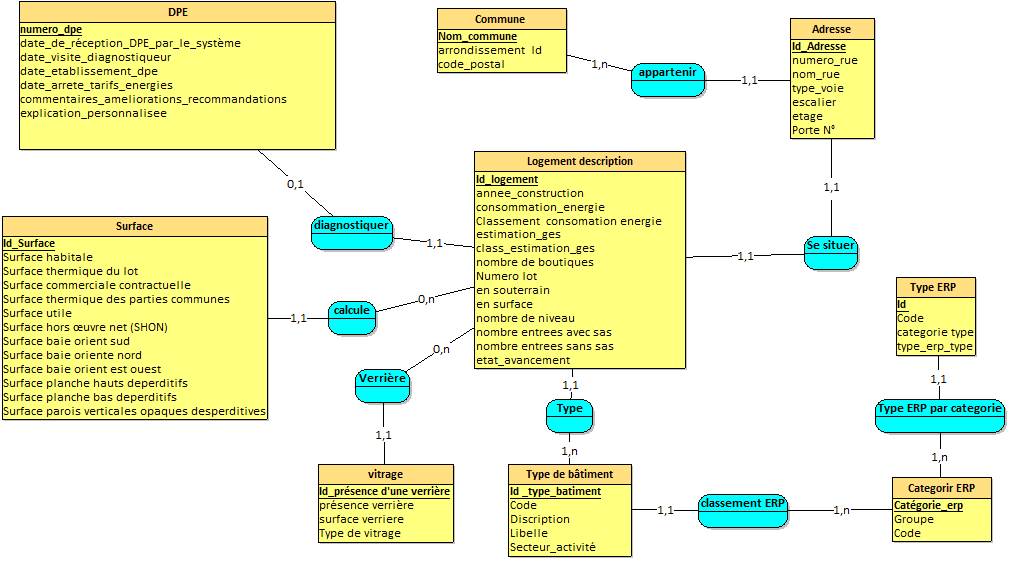 DPE
numero_dpe
date_de_réception_DPE_par_le_système
date_visite_diagnostiqueur
date_etablissement_dpe
date_arrete_tarifs_energies
commentaires_ameliorations_recommandations
explication_personnalisee
Commune
Nom_commune
arrondissement Id
code_postal
1,n
appartenir
1,1
Adresse
Id_Adresse
numero_rue
nom_rue
type_voie
escalier
etage
Porte N°
1,1
Se situer
1,1
0,1
diagnostiquer
1,1
Logement description
Id_logement
annee_construction
consommation_energie
Classement consomation energie
estimation_ges
class_estimation_ges
nombre de boutiques
Numero lot
en souterrain
en surface
nombre de niveau
nombre entrees avec sas
nombre entrees sans sas
etat_avancement
Surface
Id_Surface
Surface habitale
Surface thermique du lot
Surface commerciale contractuelle
Surface thermique des parties communes
Surface utile
Surface hors œuvre net (SHON)
Surface baie orient sud
Surface baie oriente nord
Surface baie orient est ouest
Surface planche hauts deperditifs
Surface planche bas deperditifs
Surface parois verticales opaques desperditives
1,1
calcule
0,n
0,n
Verrière
1,1
vitrage
Id_présence d'une verrière
présence verrière
surface verriere
Type de vitrage
1,1
Type
1,n
Type de bâtiment
Id _type_batiment
Code
Discription
Libelle
Secteur_activité
1,1
classement ERP
1,n
Type ERP
Id
Code
categorie type
type_erp_type
1,1
Type ERP par categorie
1,n
Categorir ERP
Catégorie_erp
Groupe
Code